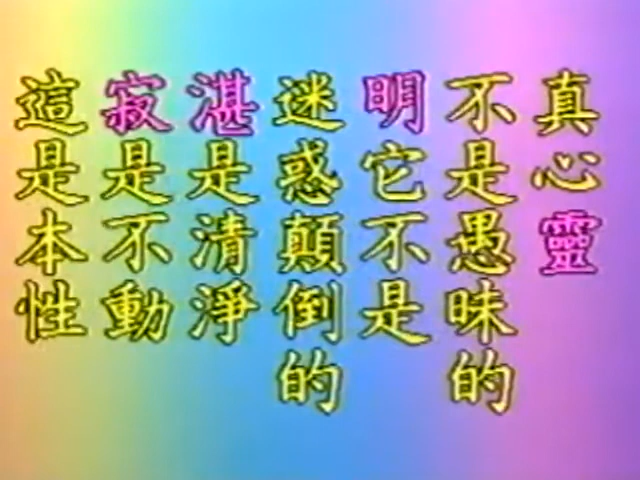 真心靈
不是愚昧的
明它不是
迷惑顛倒的
湛是清淨
寂是不動
這是本性